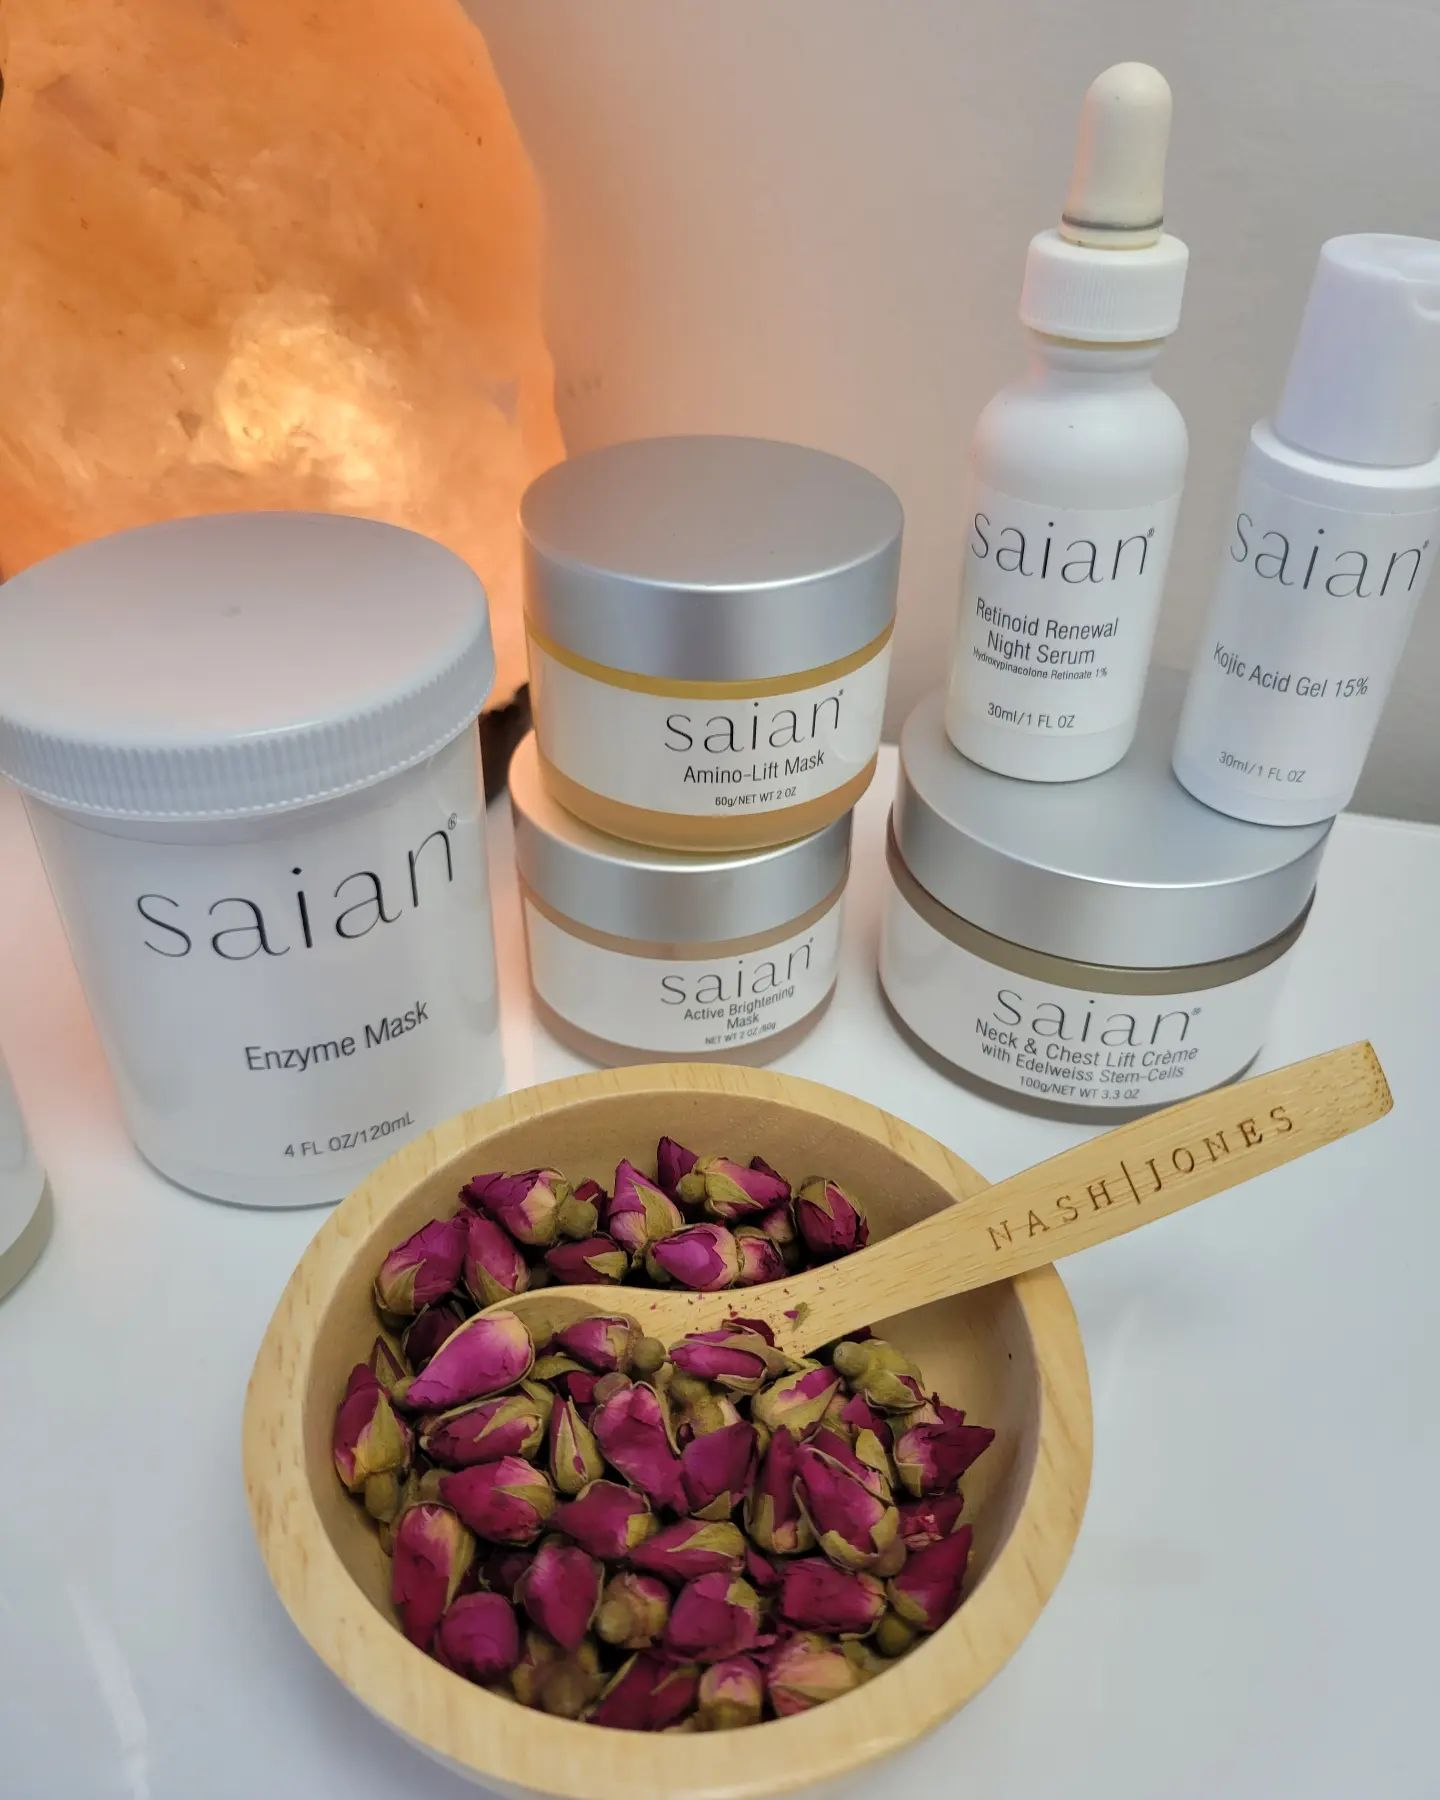 saian®
Enzyme Mask
4 FL OZ/120mL
saian®
Amino-Lift Mask
60g/NET WT 2 OZ
saian®
Active Brightening
Mask
NET WT 2 OZ/60g
saian®
Retinoid Renewal
Night Serum
Hydroxypinacolone Retinoate 1%
30ml/1 FL OZ
saian®
Kojic Acid Gel 15%
30ml/1 FL OZ
saian®
Neck & Chest Lift Crème
with Edelweiss Stem-Cells
100g/NET WT 3.3 OZ
NASH|JONES